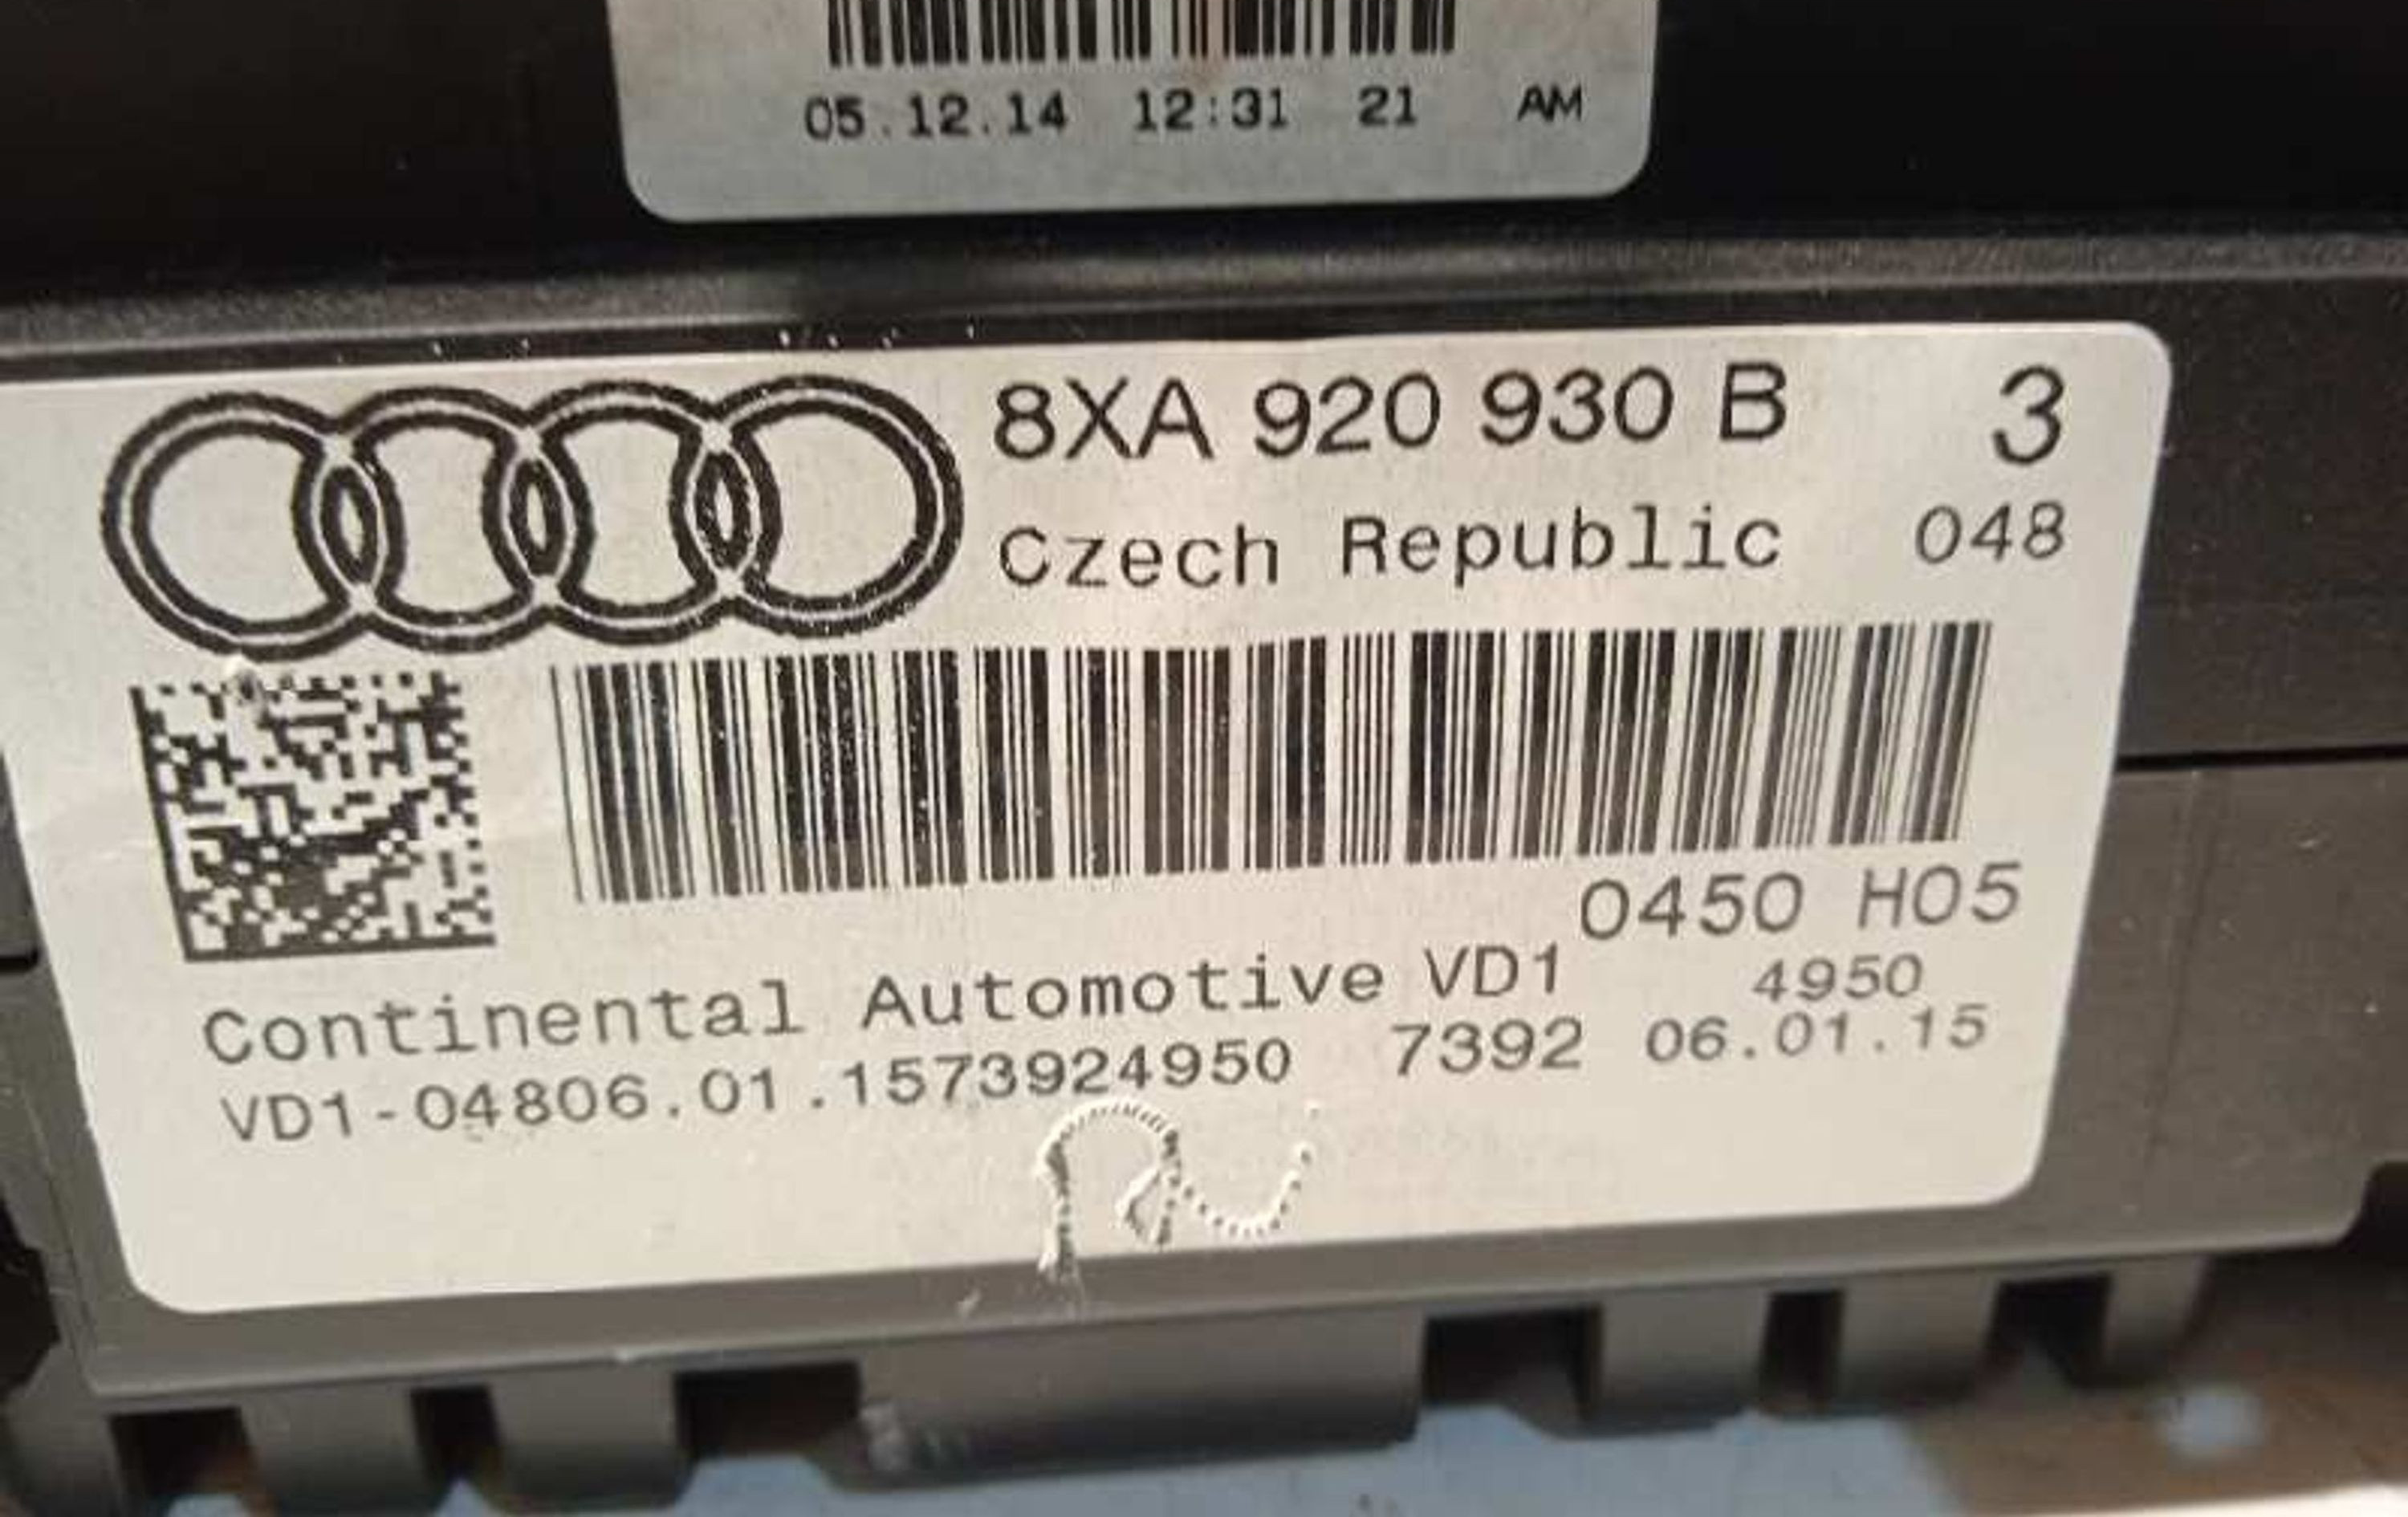 05.12.14 12:31 21 AM
8XA 920 930 B 3
Czech Republic 048
0450 H05
Continental Automotive VD1 4950
VD1-04806.01.1573924950 7392 06.01.15